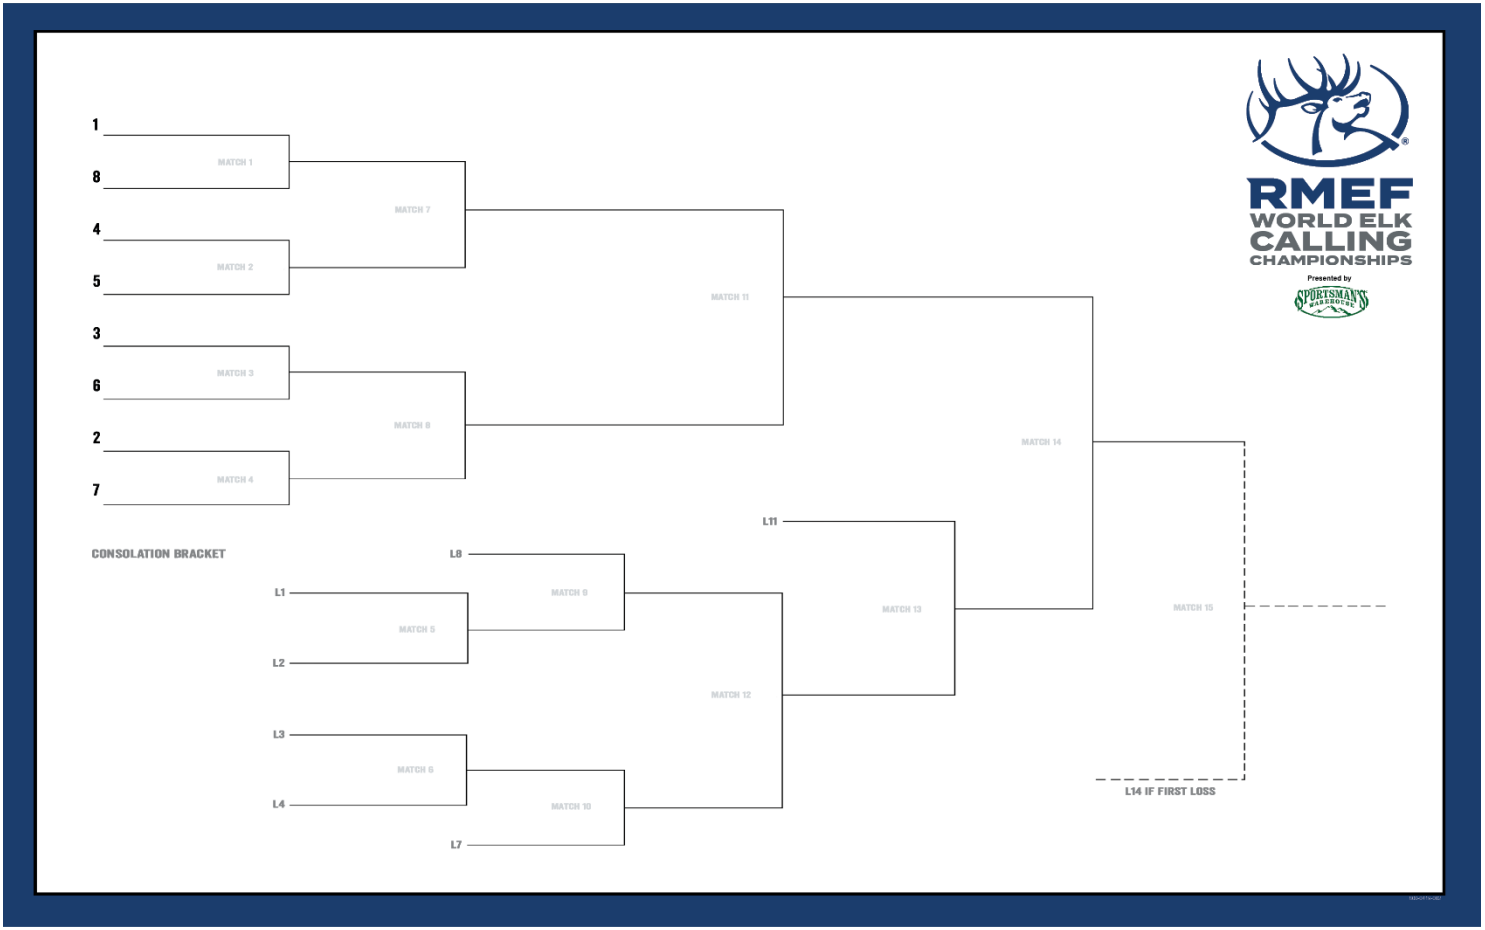 1
MATCH 1
8
MATCH 7
4
MATCH 2
5
MATCH 11
3
MATCH 3
6
MATCH 8
2
MATCH 4
7
MATCH 14
RMEF
WORLD ELK
CALLING
CHAMPIONSHIPS
Presented by
SPORTSMAN'S
WAREHOUSE
®
CONSOLATION BRACKET
L11
L8
L1
MATCH 9
MATCH 5
L2
MATCH 13
MATCH 15
MATCH 12
L3
MATCH 6
L4
MATCH 10
L7
L14 IF FIRST LOSS